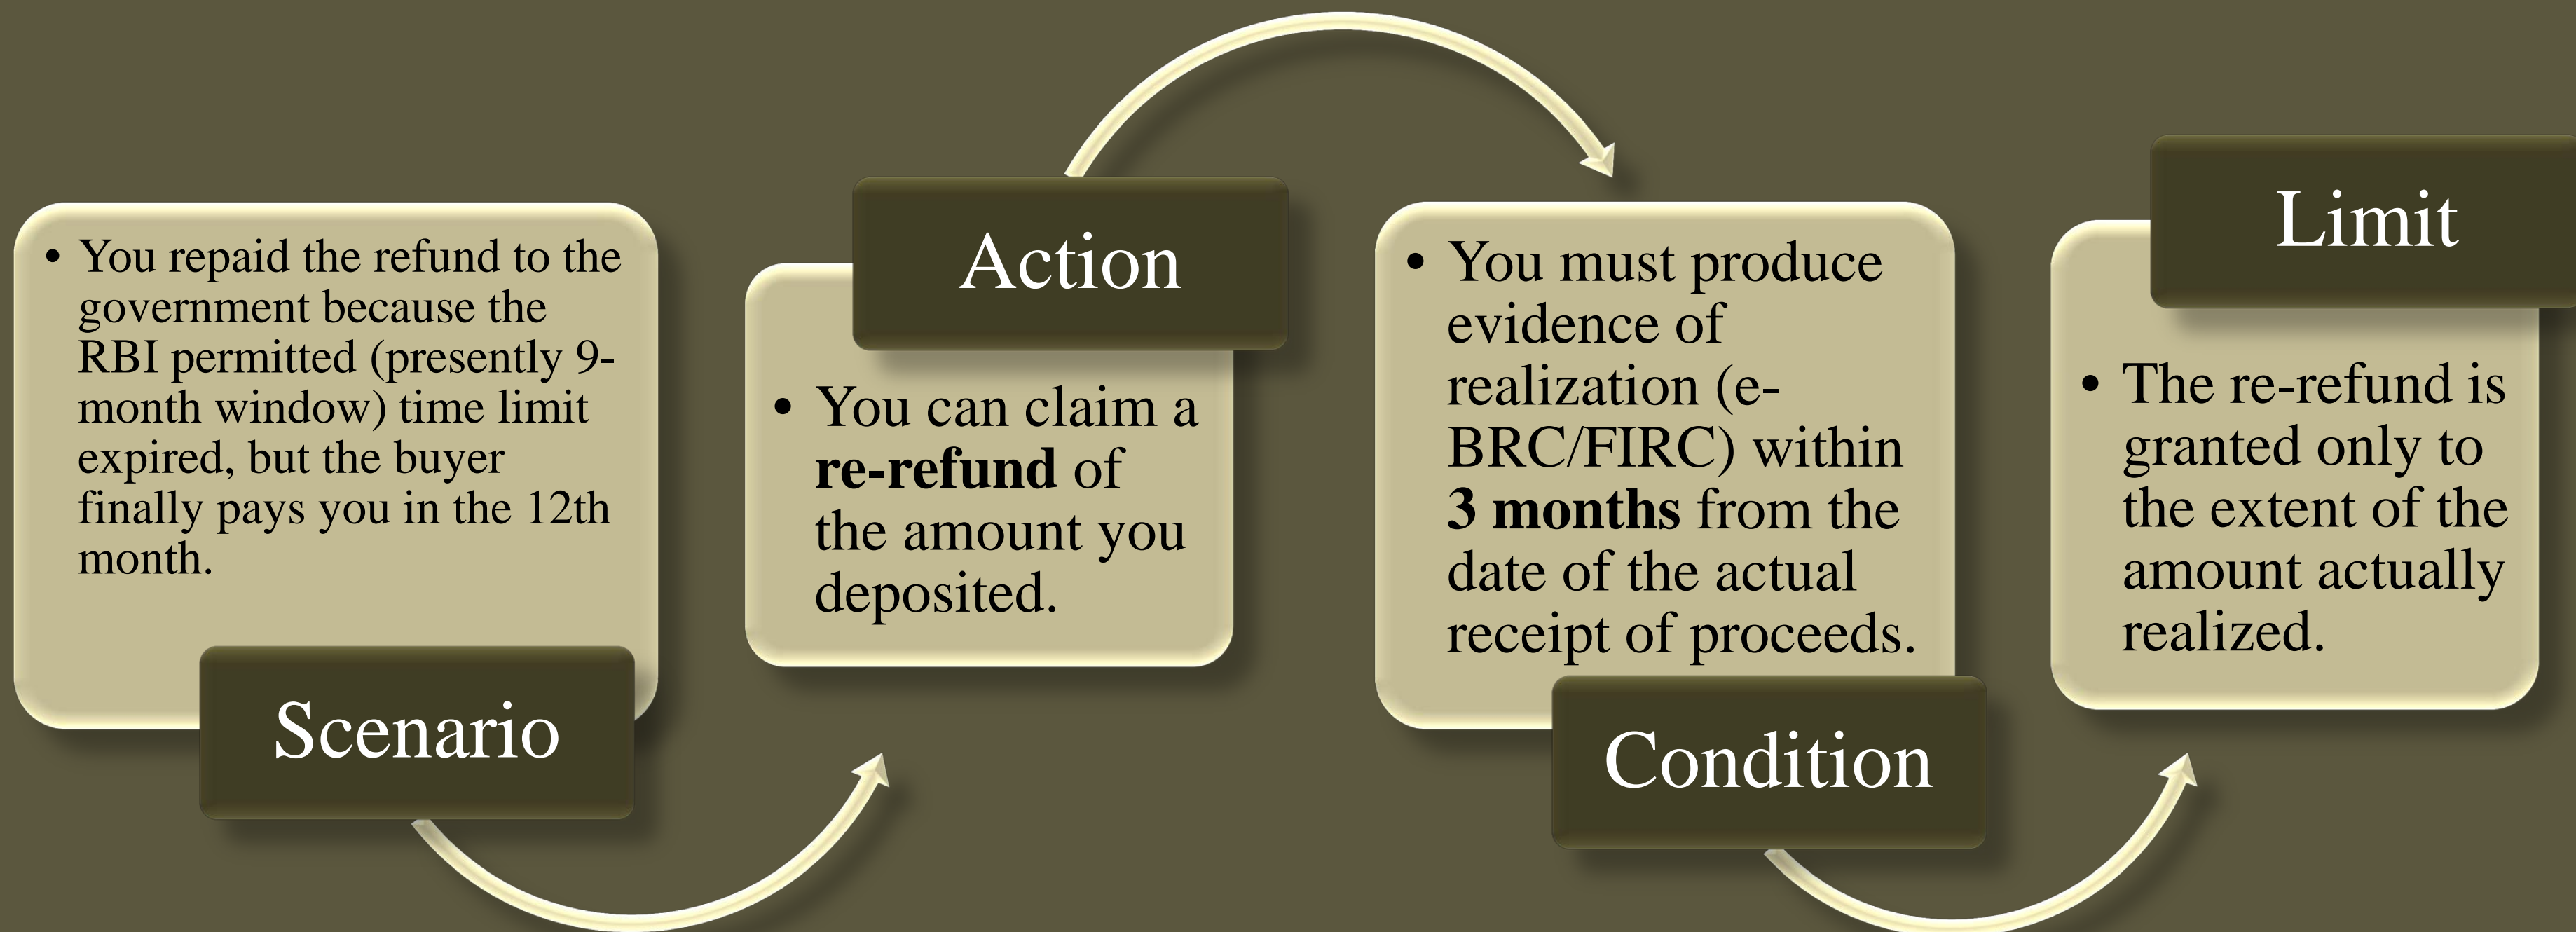 • You repaid the refund to the
government because the
RBI permitted (presently 9-
month window) time limit
expired, but the buyer
finally pays you in the 12th
month.
Scenario
Action
• You can claim a
re-refund of
the amount you
deposited.
• You must produce
evidence of
realization (e-
BRC/FIRC) within
3 months from the
date of the actual
receipt of proceeds.
Condition
Limit
• The re-refund is
granted only to
the extent of the
amount actually
realized.